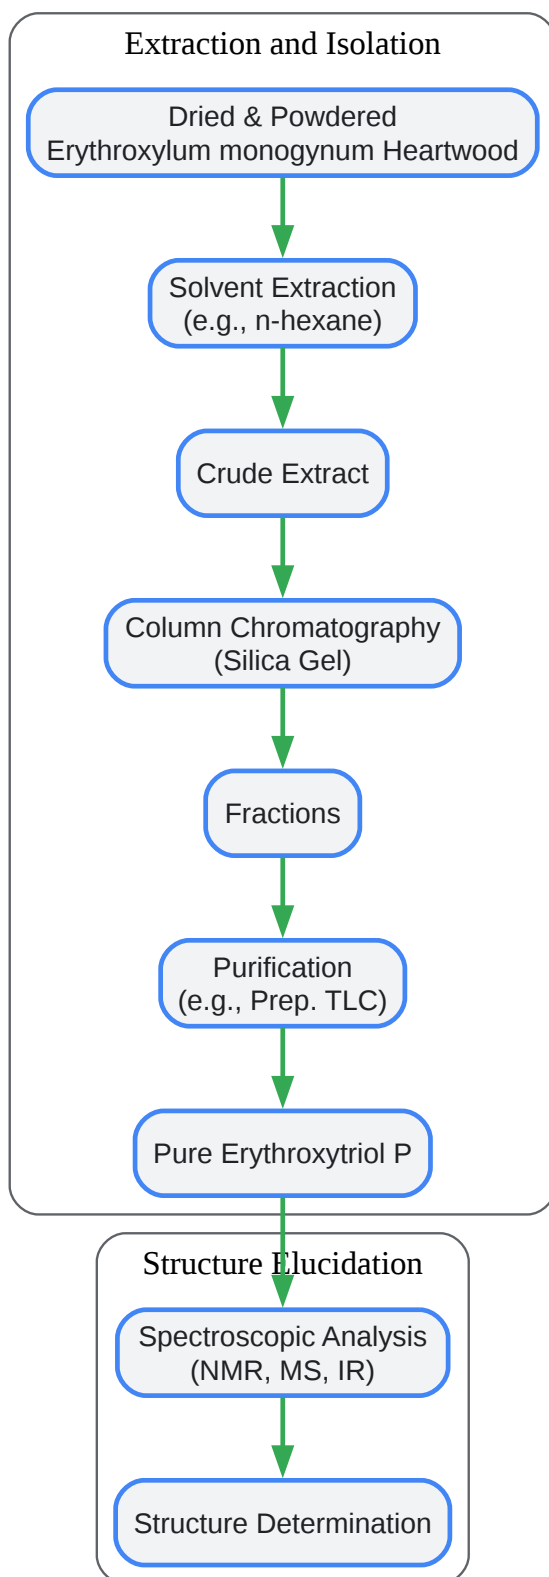 Extraction and Isolation
Dried & Powdered
Erythroxylum monogynum Heartwood
Solvent Extraction
(e.g., n-hexane)
Crude Extract
Column Chromatography
(Silica Gel)
Fractions
Purification
(e.g., Prep. TLC)
Pure Erythroxytriol P
Structure Elucidation
Spectroscopic Analysis
(NMR, MS, IR)
Structure Determination